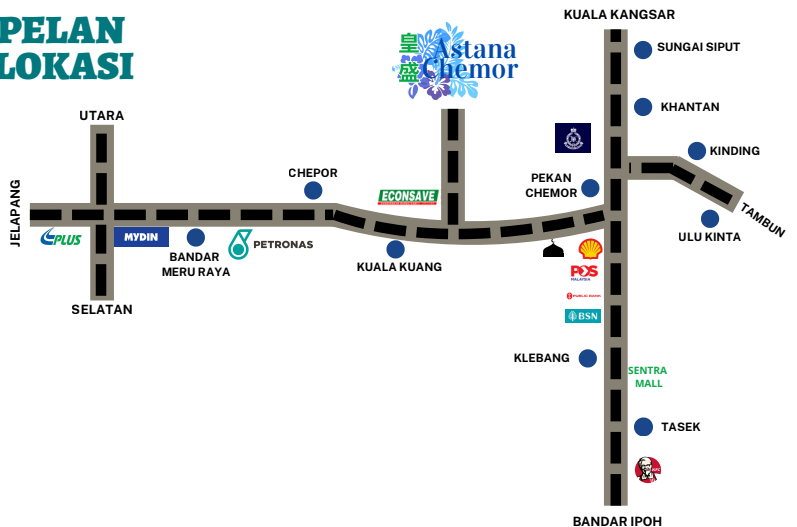 PELAN
LOKASI
皇盛
Astana
Chemor
KUALA KANGSAR
SUNGAI SIPUT
KHANTAN
KINDING
TAMBUN
ULU KINTA
PEKAN
CHEMOR
UTARA
JELAPANG
CHEPOR
ECONSAVE
PLUS
MYDIN
BANDAR
MERU RAYA
PETRONAS
KUALA KUANG
SELATAN
POS
MALAYSIA
PUBLIC BANK
BSN
KLEBANG
SENTRA
MALL
TASEK
KFC
BANDAR IPOH